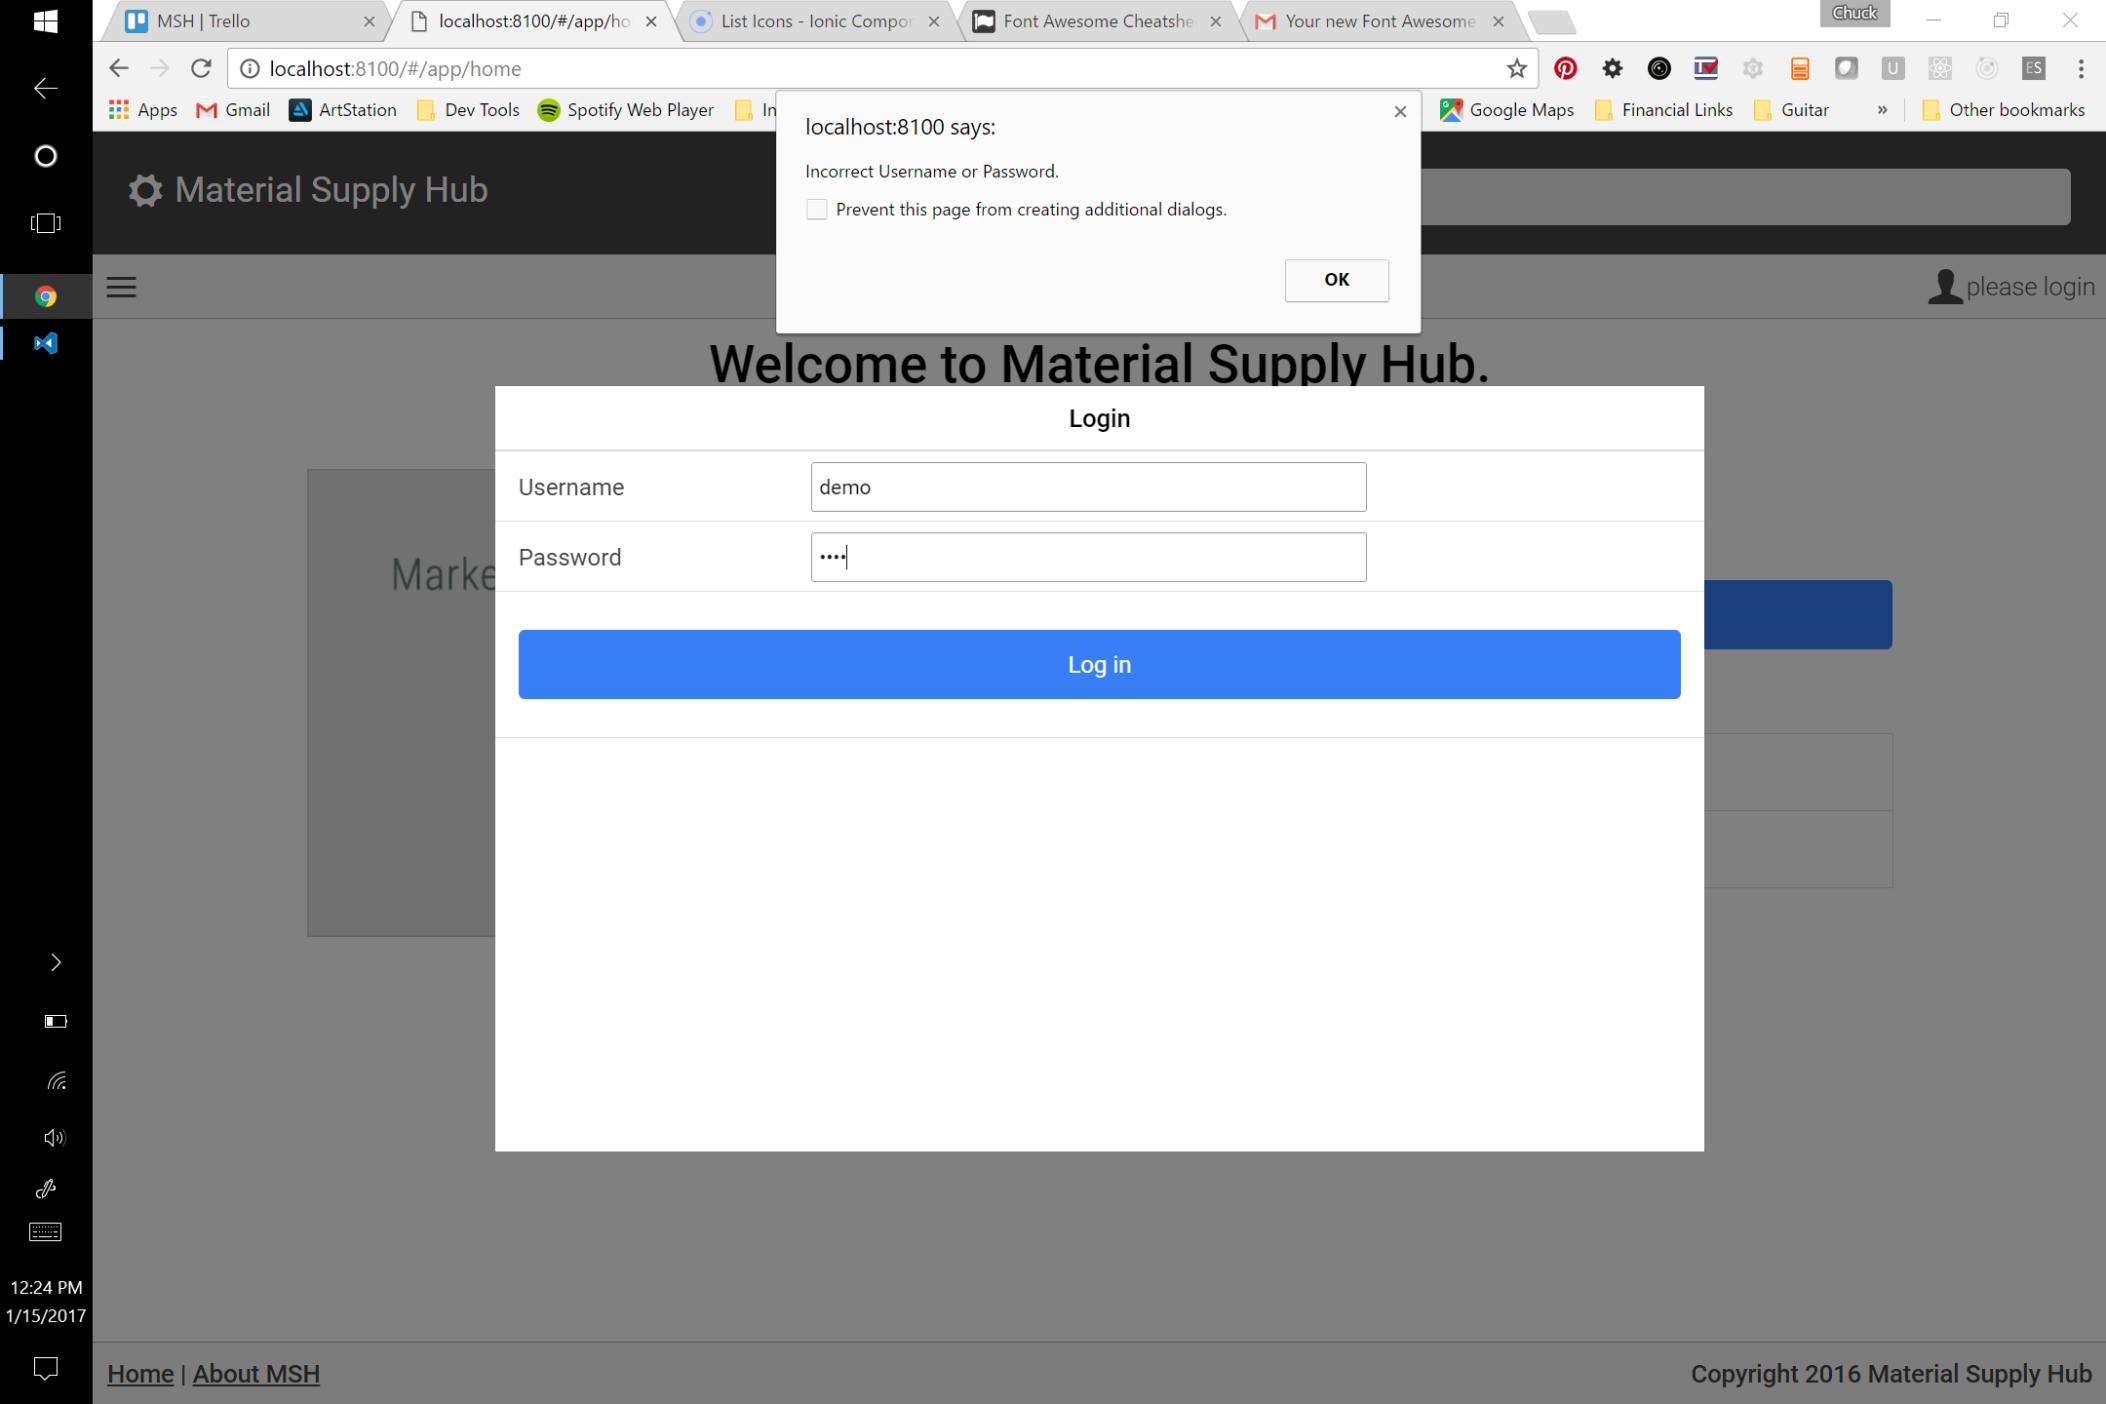 MSH | Trello
localhost:8100/#/app/ho
List Icons - Ionic Compor
Font Awesome Cheatshe
Your new Font Awesome
Chuck
localhost:8100/#/app/home
ES
U
Apps
Gmail
ArtStation
Dev Tools
Spotify Web Player
In
Google Maps
Financial Links
Guitar
»
Other bookmarks
localhost:8100 says:
Incorrect Username or Password.
Prevent this page from creating additional dialogs.
OK
Material Supply Hub
please login
Welcome to Material Supply Hub.
Login
Username
demo
Password
••••
Marke
Log in
12:24 PM
1/15/2017
Home | About MSH
Copyright 2016 Material Supply Hub